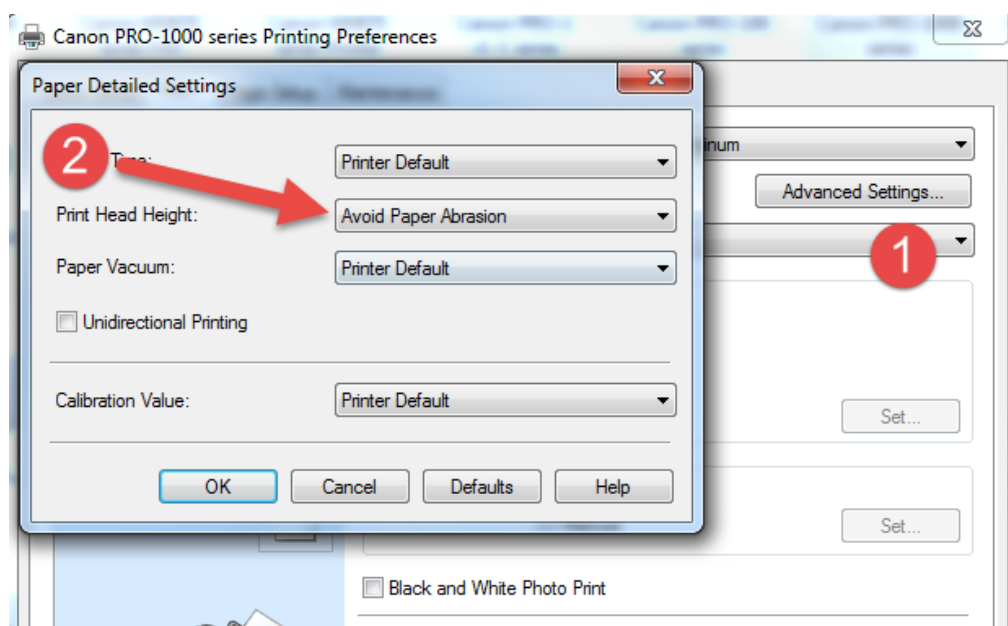 Canon PRO-1000 series Printing Preferences
Paper Detailed Settings
2
Printer Default
Print Head Height:
Avoid Paper Abrasion
Paper Vacuum:
Printer Default
Unidirectional Printing
Calibration Value:
Printer Default
OK
Cancel
Defaults
Help
Advanced Settings...
1
Set...
Set...
Black and White Photo Print